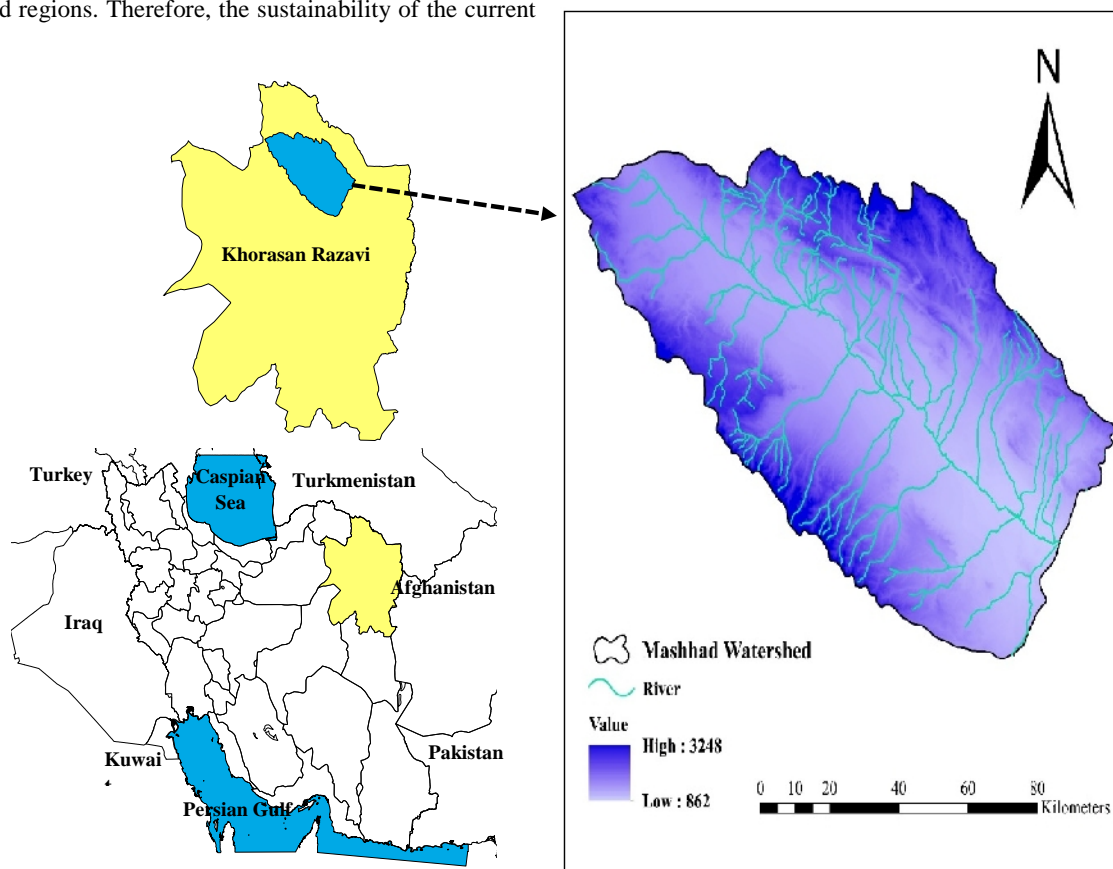 d regions. Therefore, the sustainability of the current
Khorasan Razavi
Turkey
Caspian
Sea
Turkmenistan
Afghanistan
Iraq
Kuwai
Pakistan
Persian Gulf
N
Mashhad Watershed
River
Value
High : 3248
Low : 862
0 10 20 40 60 80
Kilometers